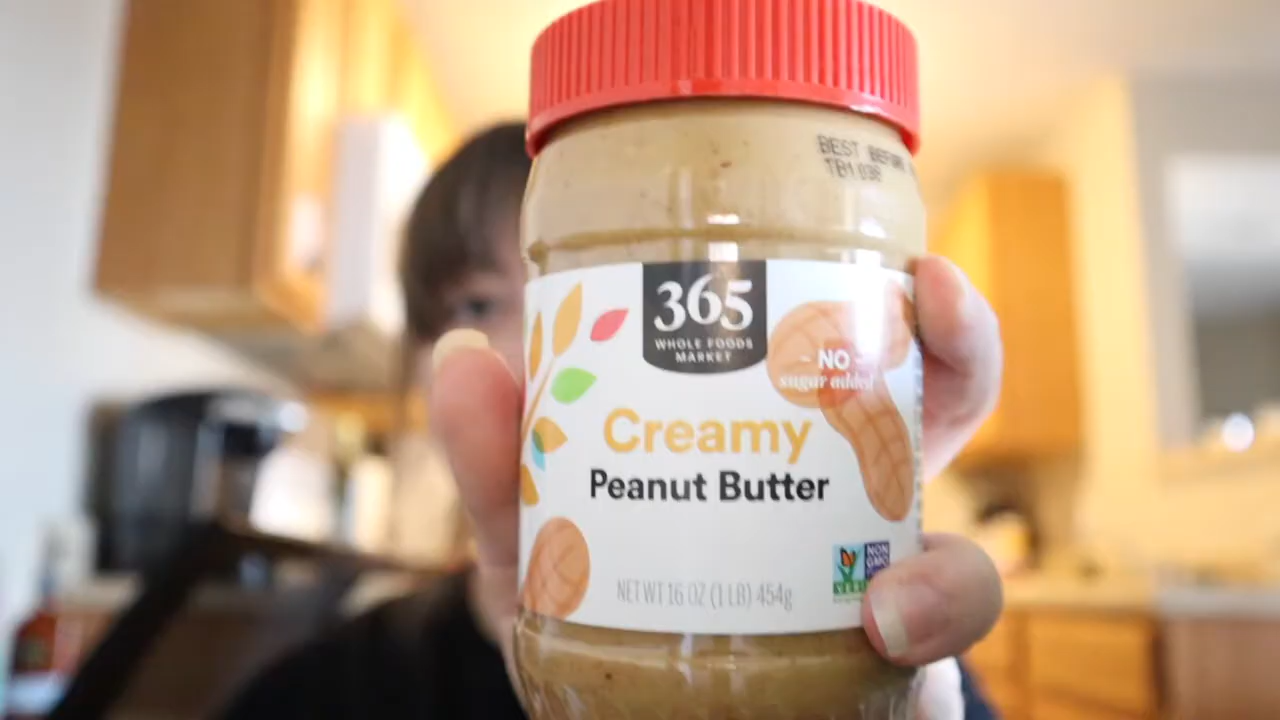 BEST BEFORE
TB1 036
365
WHOLE FOODS
MARKET
- NO -
sugar added
Creamy
Peanut Butter
NON
GMO
NET WT 16 OZ (1 LB) 454g